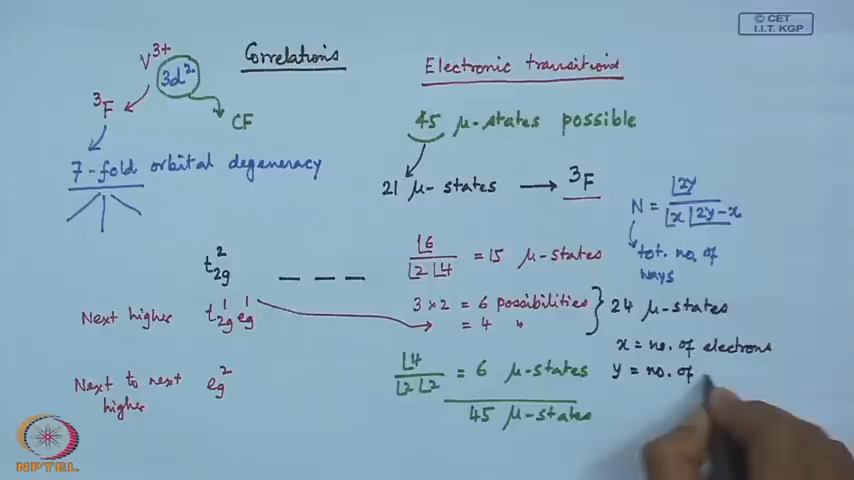 © CET
I.I.T. KGP
Correlations
Electronic transitions
V³⁺
3d²
³F
CF
7-fold orbital degeneracy
45 μ-states possible
21 μ-states → ³F
N = ⌊2y / ⌊x ⌊2y-x
tot. no. of
ways
t₂g²
⌊6 / ⌊2 ⌊4 = 15 μ-states
Next higher t₂g¹ eg¹
3 × 2 = 6 possibilities
= 4 "
} 24 μ-states
x = no. of electrons
y = no. of
Next to next
higher
eg²
⌊4 / ⌊2 ⌊2 = 6 μ-states
45 μ-states
NPTEL